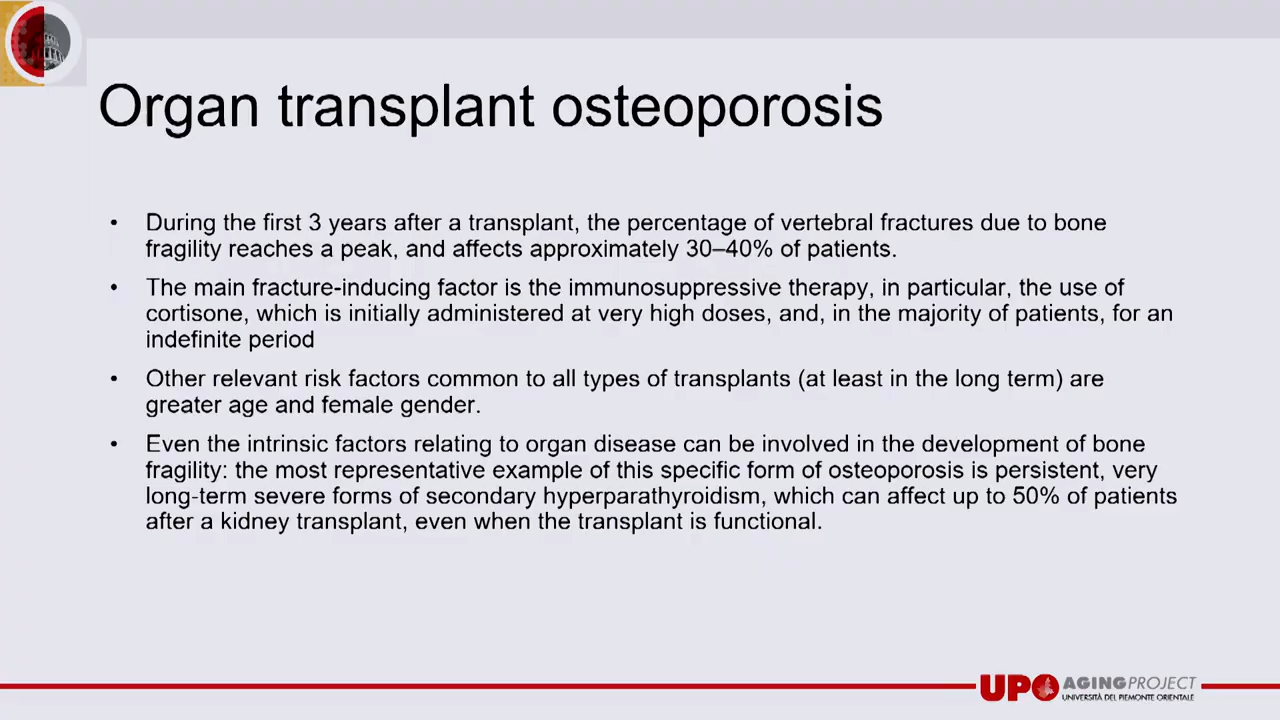 Organ transplant osteoporosis
• During the first 3 years after a transplant, the percentage of vertebral fractures due to bone
fragility reaches a peak, and affects approximately 30–40% of patients.
• The main fracture-inducing factor is the immunosuppressive therapy, in particular, the use of
cortisone, which is initially administered at very high doses, and, in the majority of patients, for an
indefinite period
• Other relevant risk factors common to all types of transplants (at least in the long term) are
greater age and female gender.
• Even the intrinsic factors relating to organ disease can be involved in the development of bone
fragility: the most representative example of this specific form of osteoporosis is persistent, very
long-term severe forms of secondary hyperparathyroidism, which can affect up to 50% of patients
after a kidney transplant, even when the transplant is functional.
UPO AGINGPROJECT
UNIVERSITÀ DEL PIEMONTE ORIENTALE